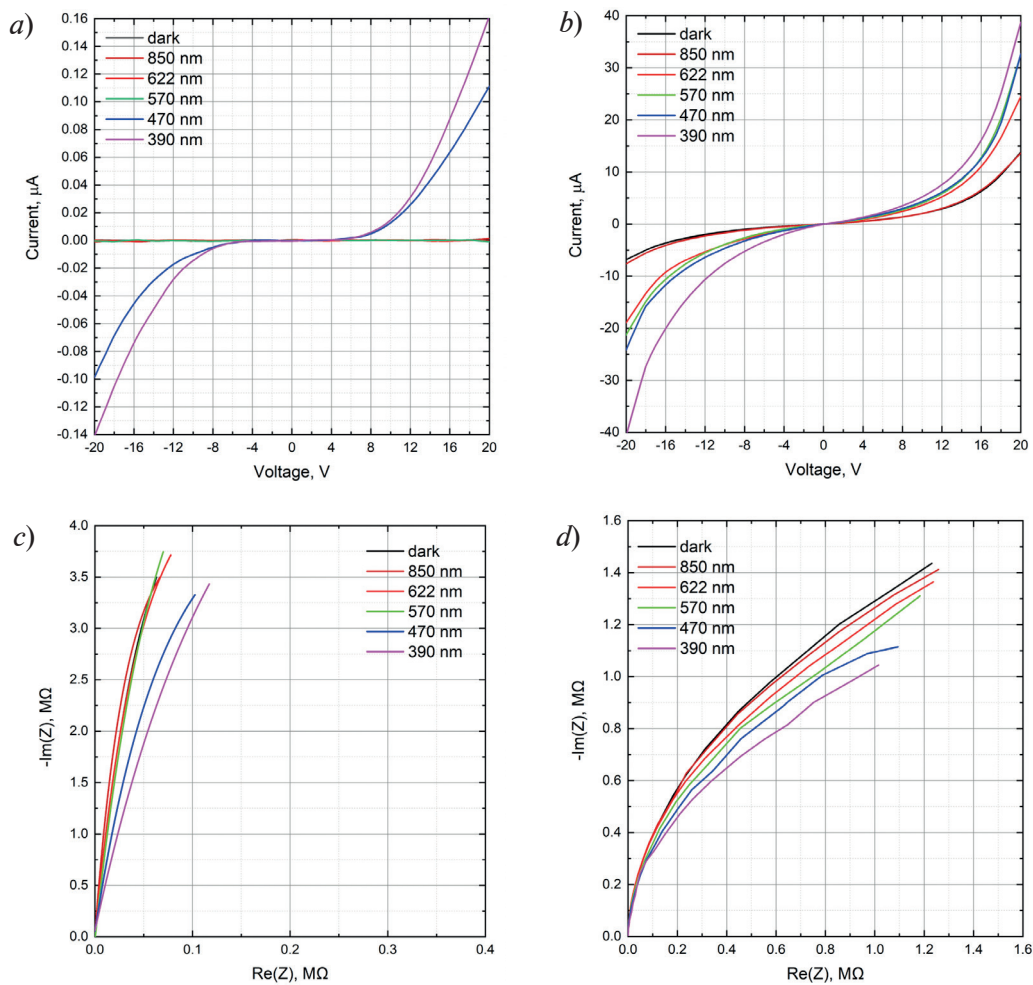 a)
dark
850 nm
622 nm
570 nm
470 nm
390 nm
0.16
0.14
0.12
0.10
0.08
0.06
0.04
0.02
0.00
-0.02
-0.04
-0.06
-0.08
-0.10
-0.12
-0.14
Current, µA
-20 -16 -12 -8 -4 0 4 8 12 16 20
Voltage, V
b)
dark
850 nm
622 nm
570 nm
470 nm
390 nm
40
30
20
10
0
-10
-20
-30
-40
Current, µA
-20 -16 -12 -8 -4 0 4 8 12 16 20
Voltage, V
c)
dark
850 nm
622 nm
570 nm
470 nm
390 nm
4.0
3.5
3.0
2.5
2.0
1.5
1.0
0.5
0.0
-Im(Z), MΩ
0.0 0.1 0.2 0.3 0.4
Re(Z), MΩ
d)
dark
850 nm
622 nm
570 nm
470 nm
390 nm
1.6
1.4
1.2
1.0
0.8
0.6
0.4
0.2
0.0
-Im(Z), MΩ
0.0 0.2 0.4 0.6 0.8 1.0 1.2 1.4 1.6
Re(Z), MΩ